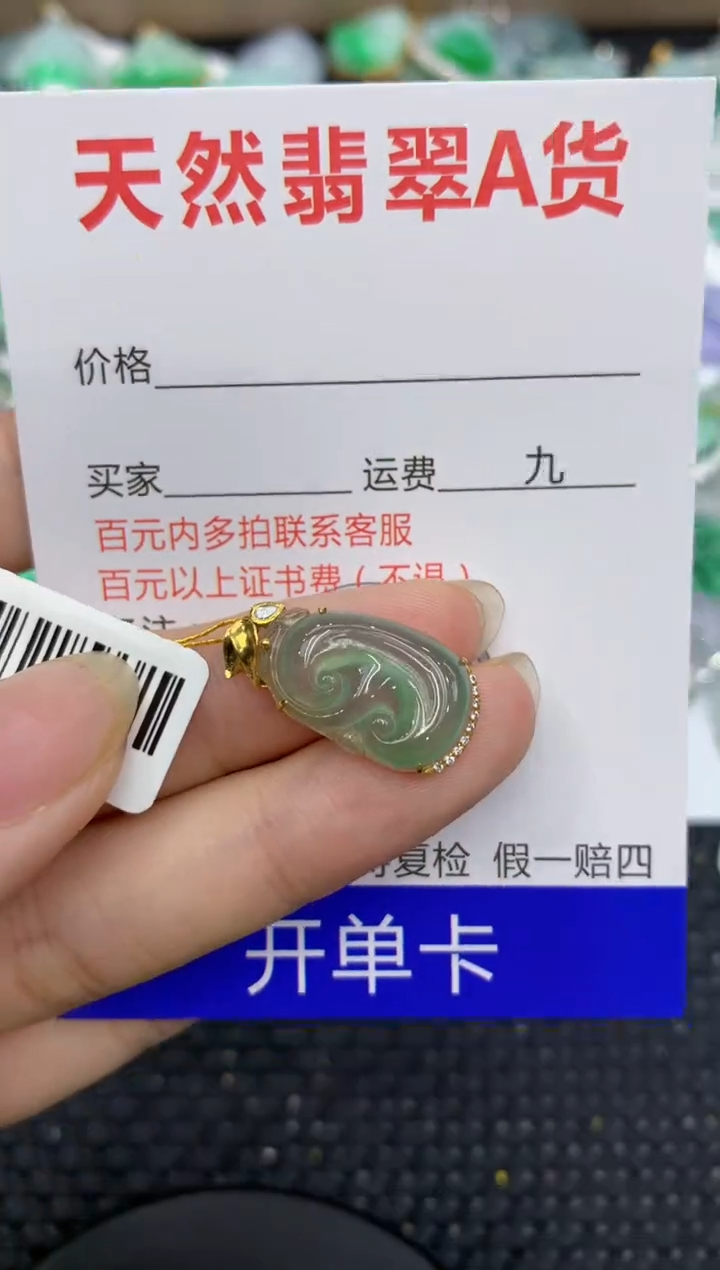 天然翡翠A货
价格
买家 运费 九
百元内多拍联系客服
百元以上证书费（不退）
复检 假一赔四
开单卡